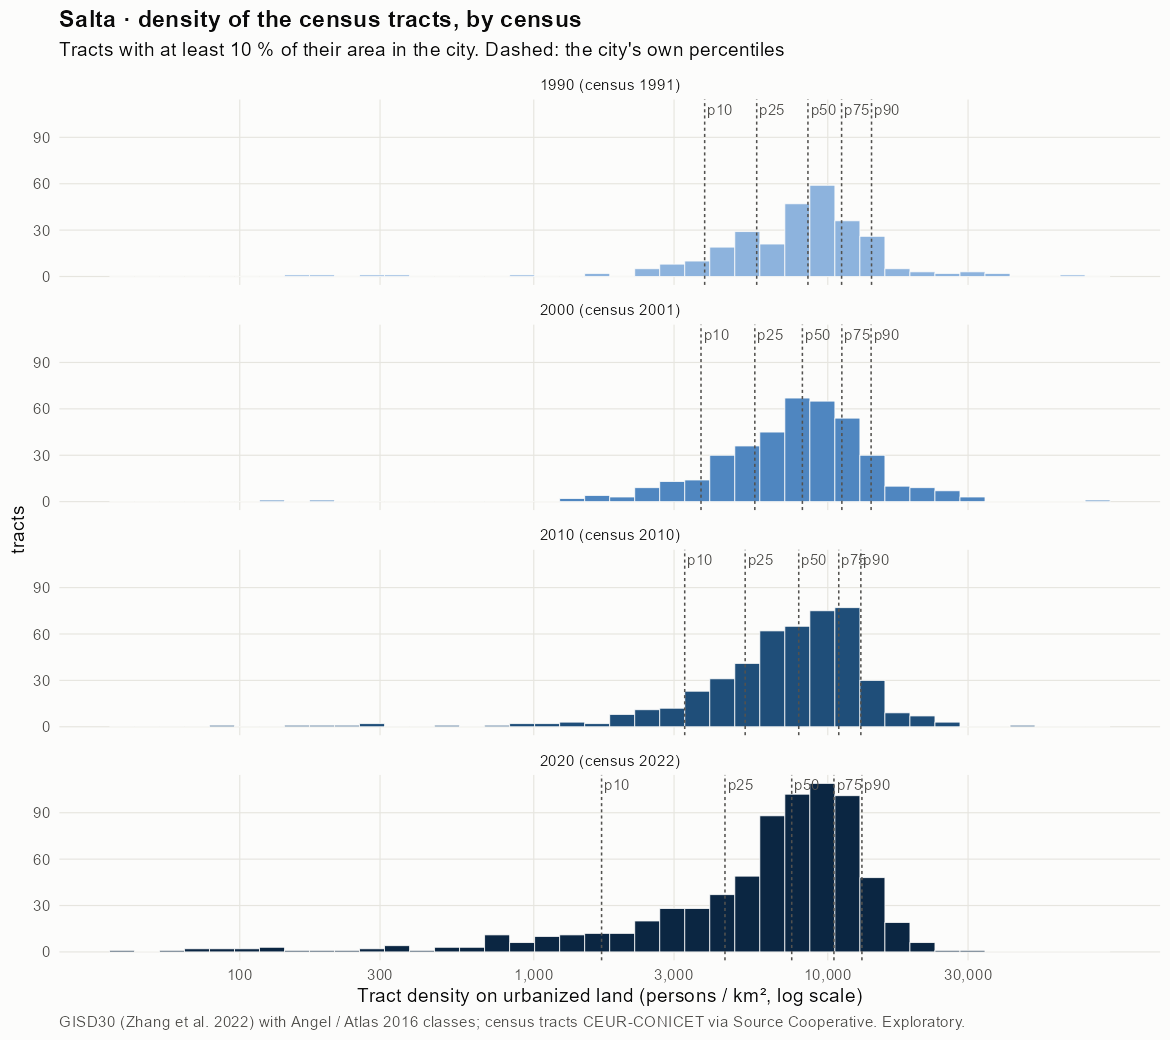 Salta · density of the census tracts, by census
Tracts with at least 10 % of their area in the city. Dashed: the city's own percentiles
1990 (census 1991)
p10 p25 p50 p75 p90
90
60
30
0
2000 (census 2001)
p10 p25 p50 p75 p90
90
60
30
0
tracts
2010 (census 2010)
p10 p25 p50 p75 p90
90
60
30
0
2020 (census 2022)
p10 p25 p50 p75 p90
90
60
30
0
100 300 1,000 3,000 10,000 30,000
Tract density on urbanized land (persons / km², log scale)
GISD30 (Zhang et al. 2022) with Angel / Atlas 2016 classes; census tracts CEUR-CONICET via Source Cooperative. Exploratory.